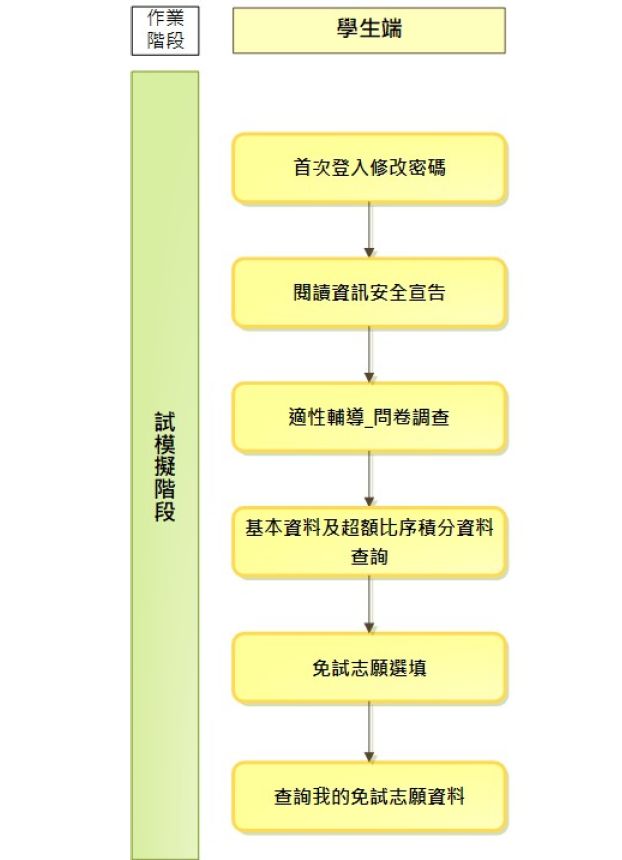 作業
階段
學生端
首次登入修改密碼
閱讀資訊安全宣告
適性輔導_問卷調查
試模擬階段
基本資料及超額比序積分資料
查詢
免試志願選填
查詢我的免試志願資料